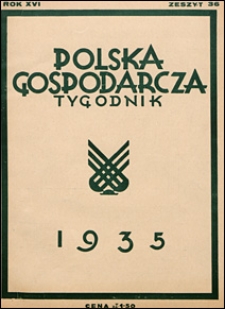 ROK XVI ZESZYT 36
POLSKA
GOSPODARCZA
TYGODNIK
1935
CENA zł 1·50